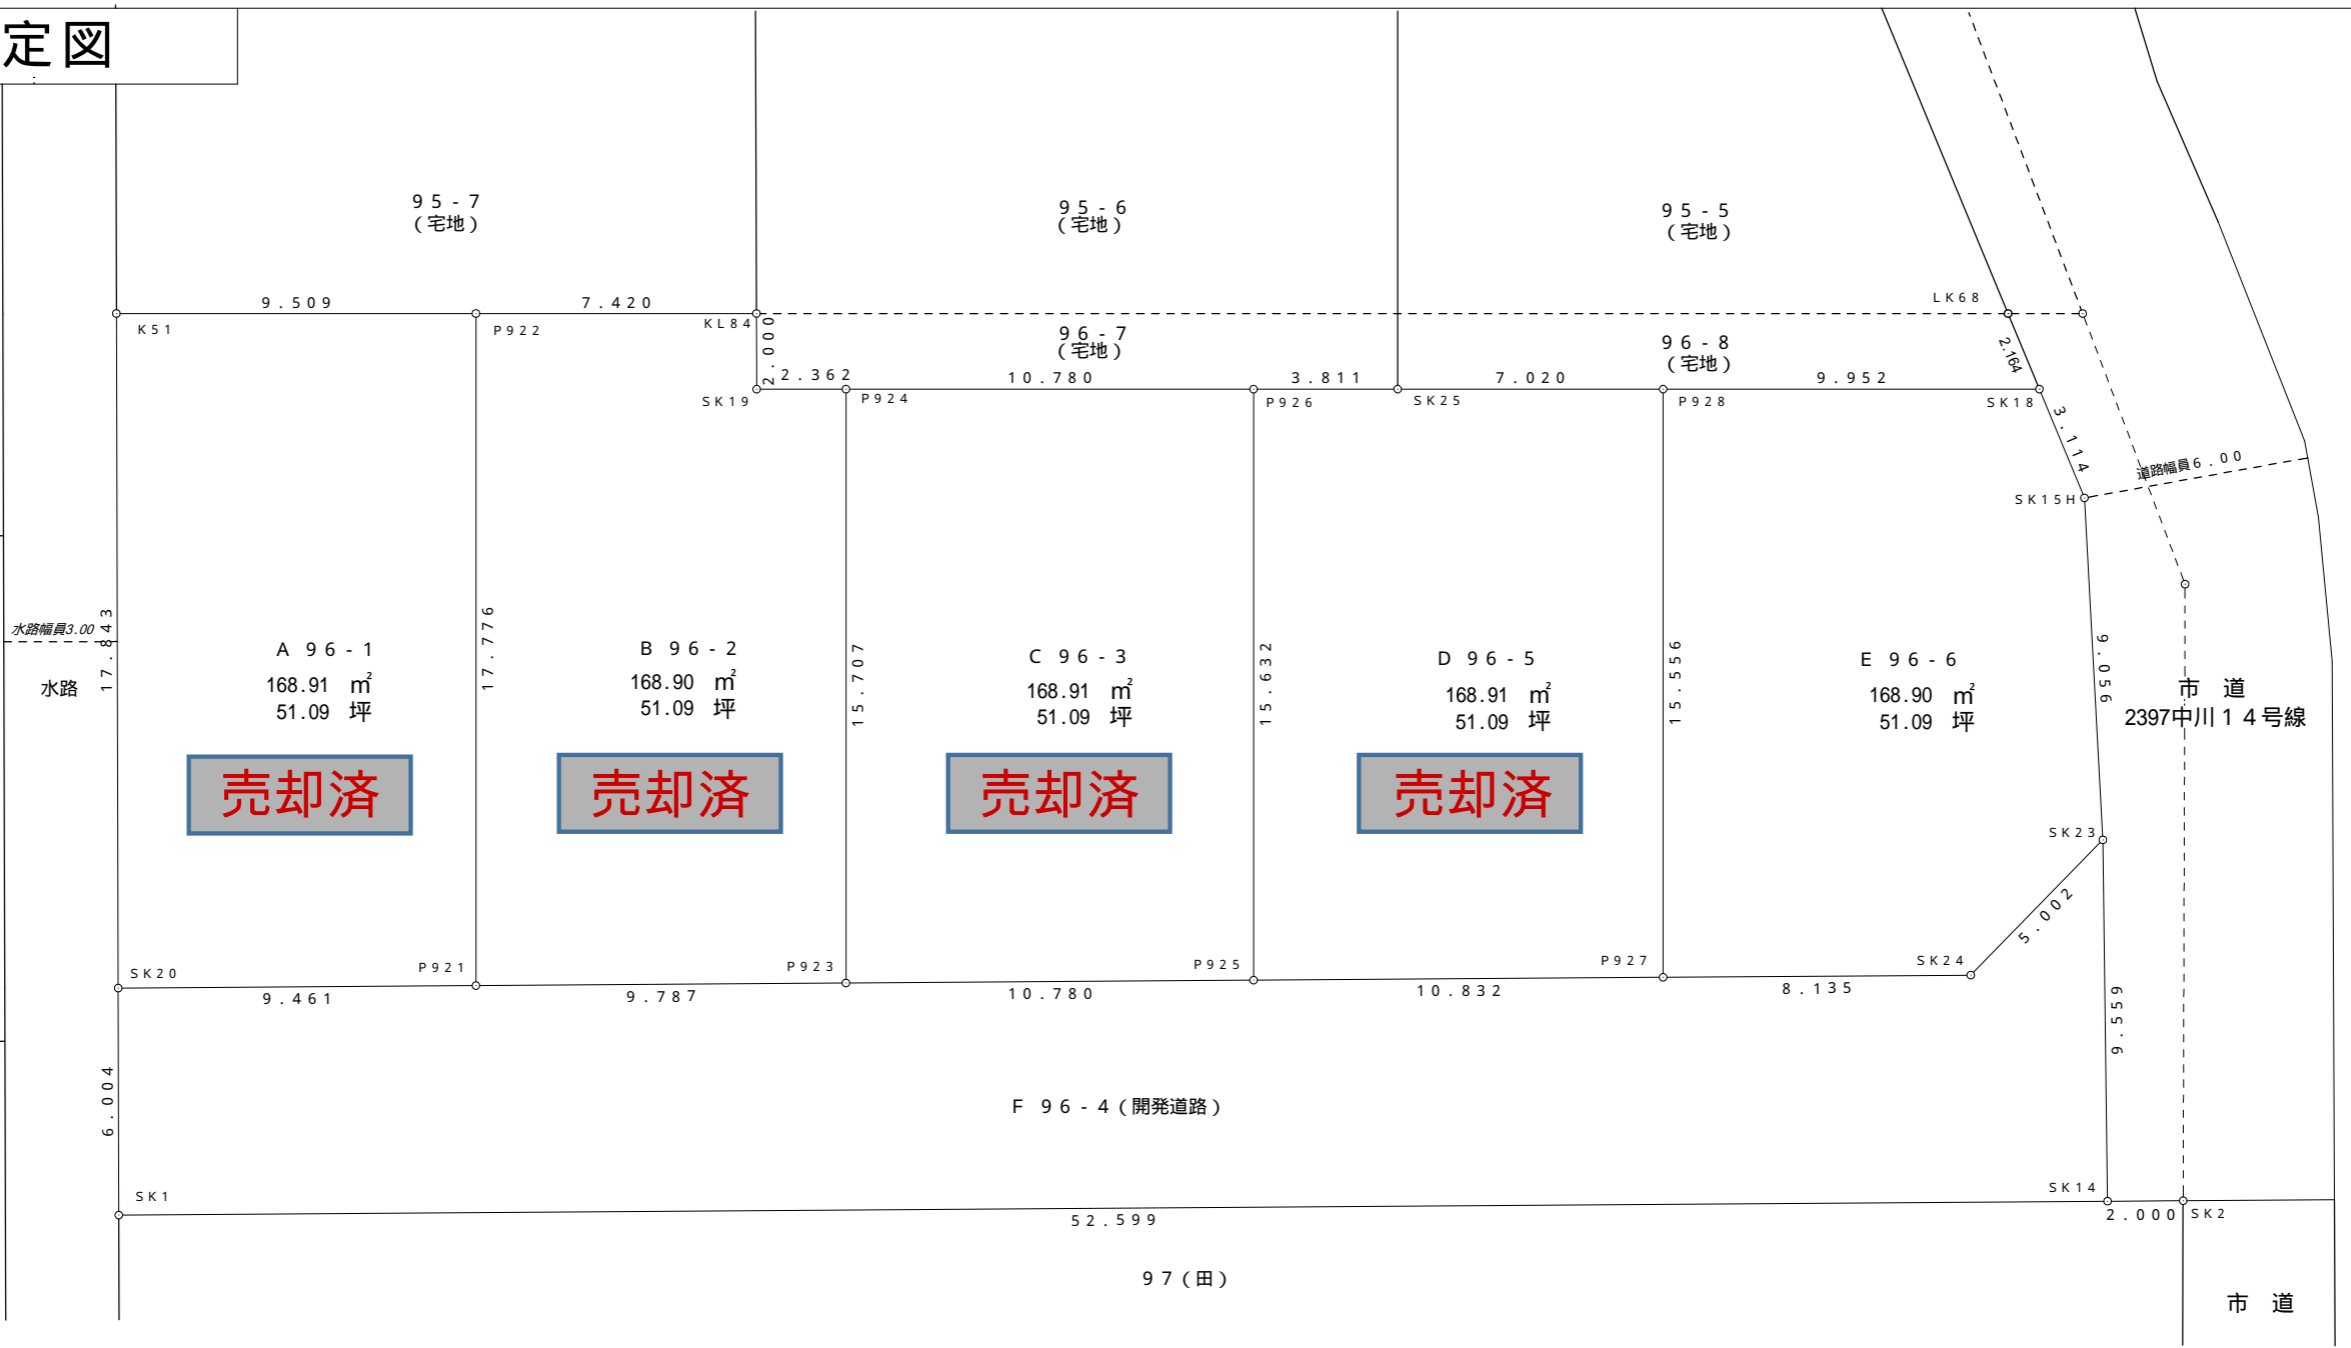 定図
95-7
(宅地)
95-6
(宅地)
95-5
(宅地)
9.509
7.420
LK68
K51
P922
KL84
2.000
96-7
(宅地)
96-8
(宅地)
2.164
2.362
10.780
3.811
7.020
9.952
SK19
P924
P926
SK25
P928
SK18
3.114
道路幅員6.00
SK15H
水路幅員3.00
水路
17.843
A 96-1
168.91 ㎡
51.09 坪
売却済
17.776
B 96-2
168.90 ㎡
51.09 坪
売却済
15.707
C 96-3
168.91 ㎡
51.09 坪
売却済
15.632
D 96-5
168.91 ㎡
51.09 坪
売却済
15.556
E 96-6
168.90 ㎡
51.09 坪
9.056
市 道
2397中川14号線
SK23
5.002
SK20
P921
P923
P925
P927
SK24
9.461
9.787
10.780
10.832
8.135
9.559
6.004
F 96-4(開発道路)
SK1
SK14
52.599
2.000
SK2
97(田)
市 道